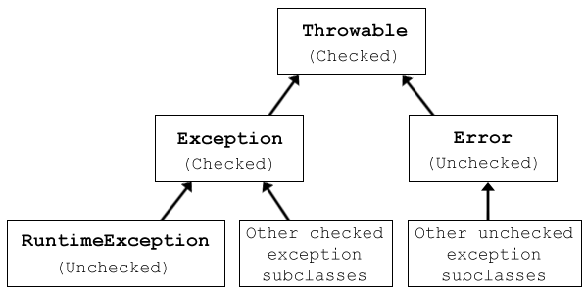 Throwable
(Checked)
Exception
(Checked)
Error
(Unchecked)
RuntimeException
(Unchecked)
Other checked
exception
subclasses
Other unchecked
exception
subclasses